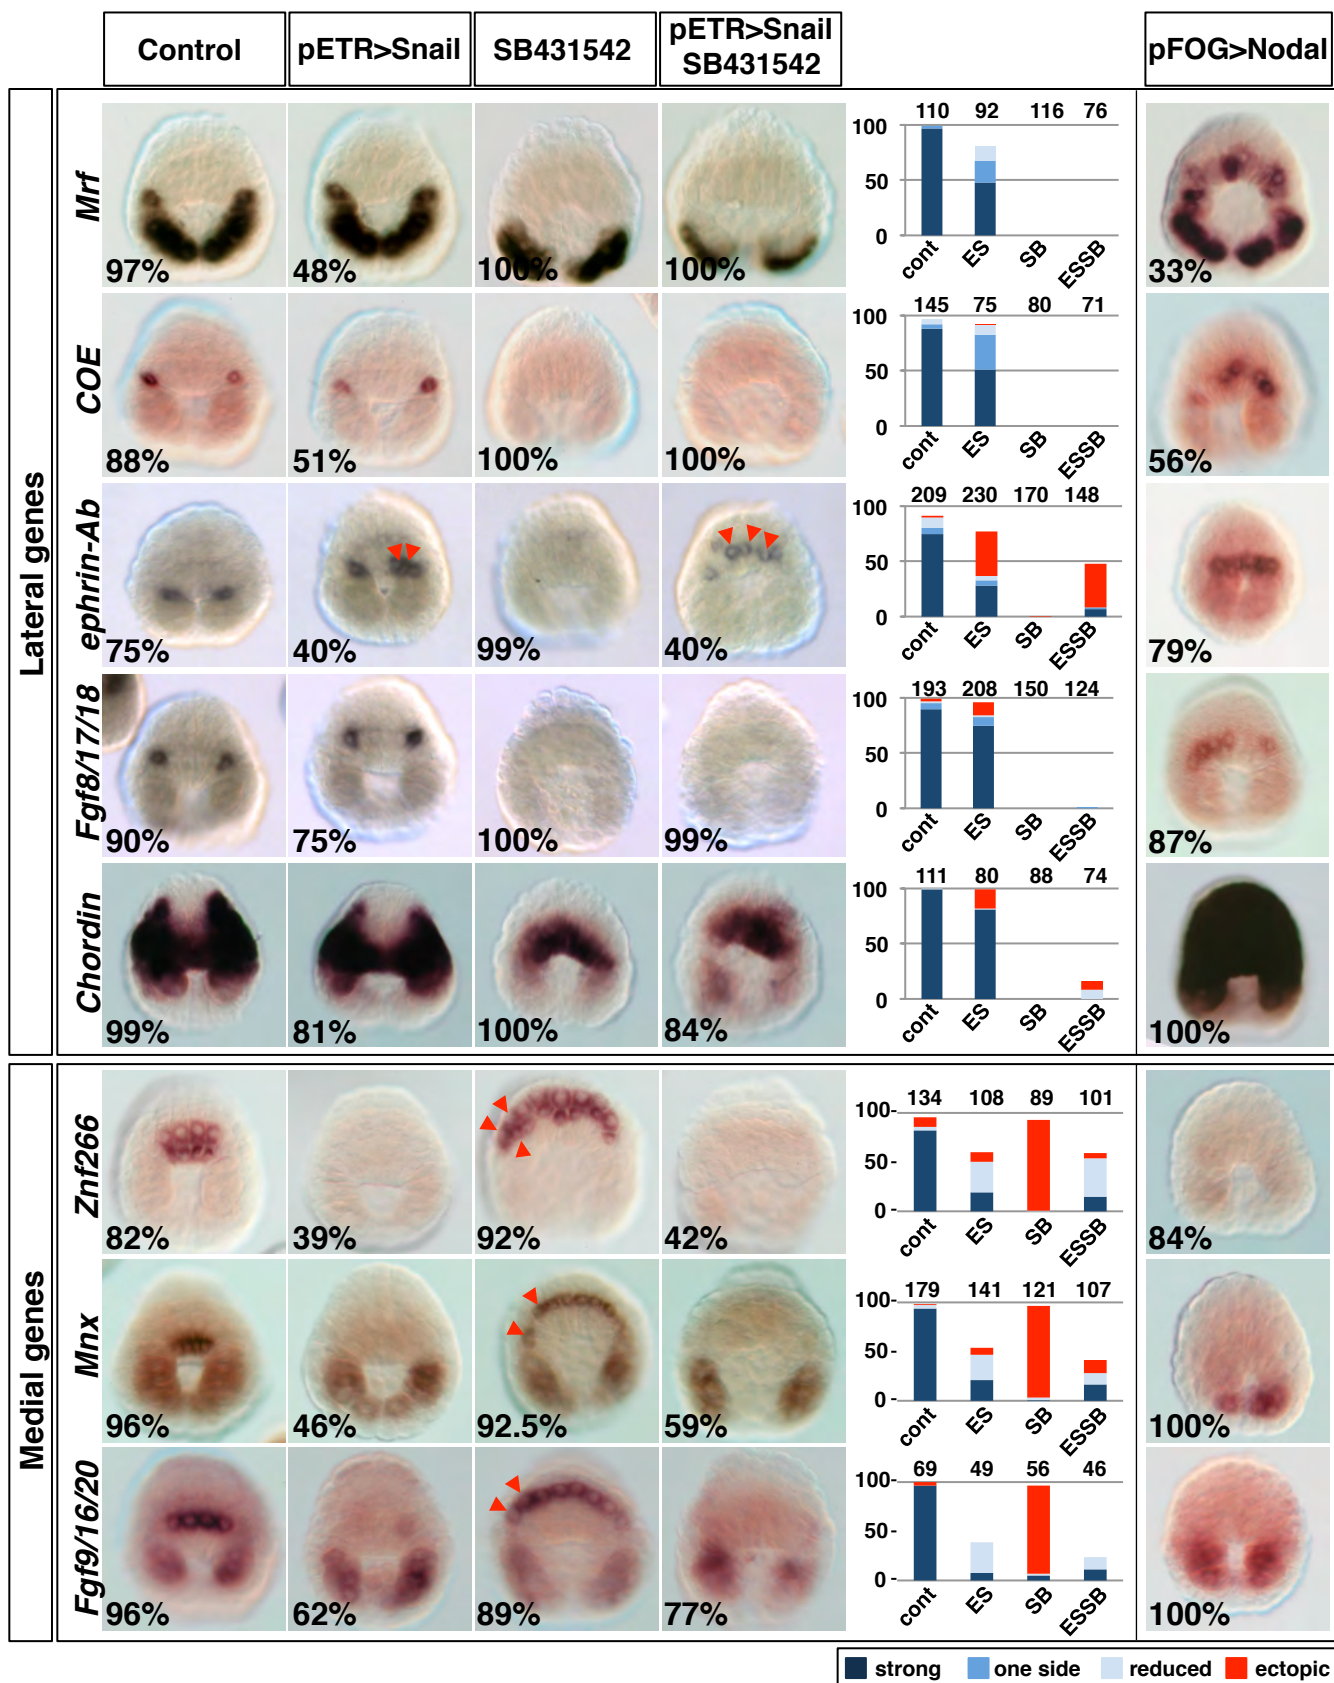 Control
pETR>Snail
SB431542
pETR>Snail
SB431542
pFOG>Nodal
Lateral genes
Mrf
97%
48%
100%
100%
110 92 116 76
100
50
0
cont ES SB ESSB
33%
COE
88%
51%
100%
100%
145 75 80 71
100
50
0
cont ES SB ESSB
56%
ephrin-Ab
75%
40%
99%
40%
209 230 170 148
100
50
0
cont ES SB ESSB
79%
Fgf8/17/18
90%
75%
100%
99%
193 208 150 124
100
50
0
cont ES SB ESSB
87%
Chordin
99%
81%
100%
84%
111 80 88 74
100
50
0
cont ES SB ESSB
100%
Medial genes
Znf266
82%
39%
92%
42%
134 108 89 101
100-
50-
0-
cont ES SB ESSB
84%
Mnx
96%
46%
92.5%
59%
179 141 121 107
100-
50-
0-
cont ES SB ESSB
100%
Fgf9/16/20
96%
62%
89%
77%
69 49 56 46
100-
50-
0-
cont ES SB ESSB
100%
strong one side reduced ectopic